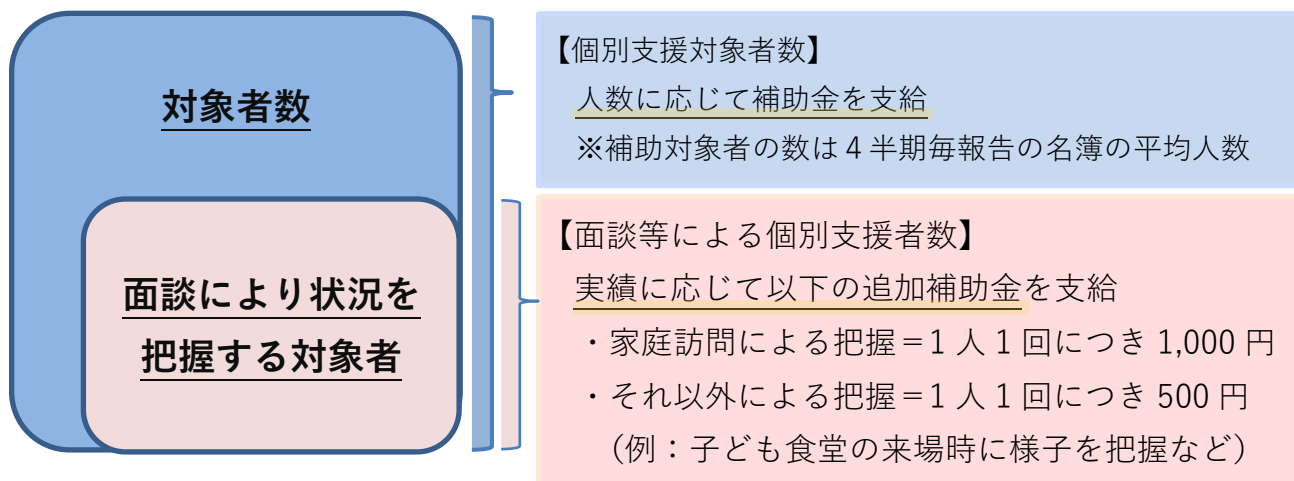 対象者数
面談により状況を
把握する対象者
【個別支援対象者数】
人数に応じて補助金を支給
※補助対象者の数は4半期毎報告の名簿の平均人数
【面談等による個別支援者数】
実績に応じて以下の追加補助金を支給
・家庭訪問による把握＝1人1回につき 1,000 円
・それ以外による把握＝1人1回につき 500 円
（例：子ども食堂の来場時に様子を把握など）